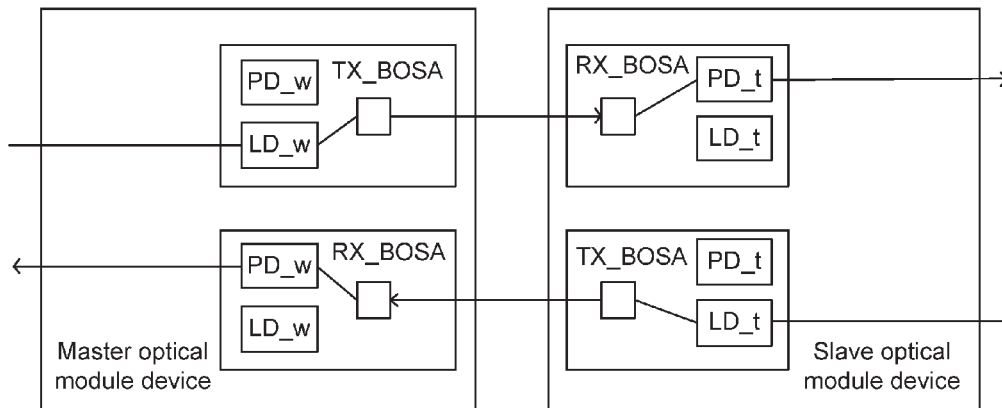 PD_w
TX_BOSA
LD_w
RX_BOSA
PD_t
LD_t
PD_w
RX_BOSA
LD_w
TX_BOSA
PD_t
LD_t
Master optical
module device
Slave optical
module device